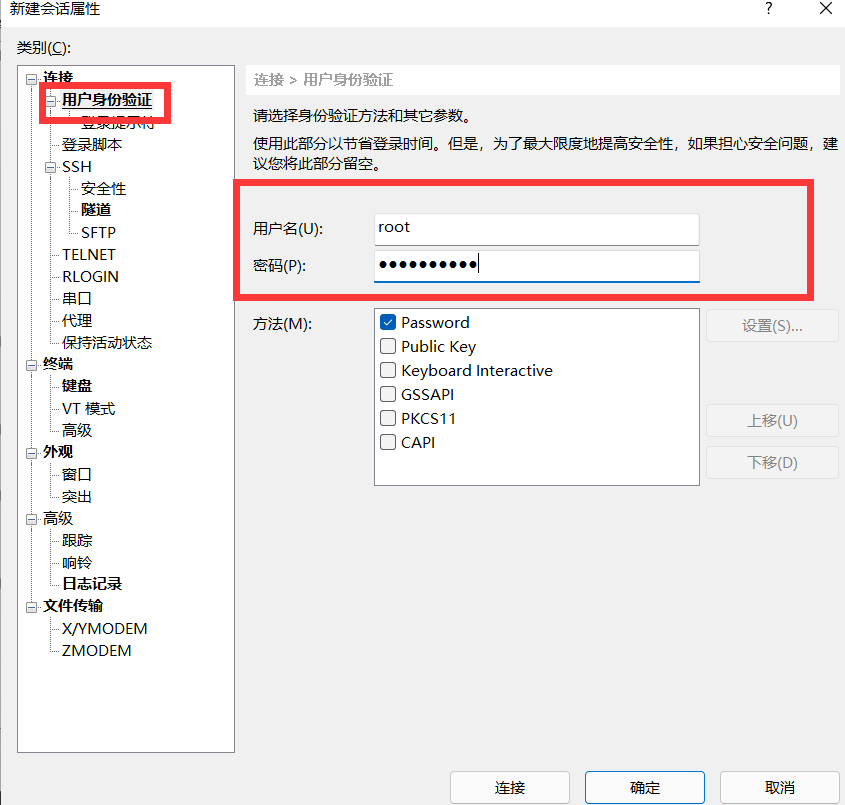 新建会话属性
?
类别(C):
连接
用户身份验证
登录提示符
登录脚本
SSH
安全性
隧道
SFTP
TELNET
RLOGIN
串口
代理
保持活动状态
终端
键盘
VT 模式
高级
外观
窗口
突出
高级
跟踪
响铃
日志记录
文件传输
X/YMODEM
ZMODEM
连接 > 用户身份验证
请选择身份验证方法和其它参数。
使用此部分以节省登录时间。但是，为了最大限度地提高安全性，如果担心安全问题，建
议您将此部分留空。
用户名(U):
root
密码(P):
●●●●●●●●●●
方法(M):
Password
Public Key
Keyboard Interactive
GSSAPI
PKCS11
CAPI
设置(S)...
上移(U)
下移(D)
连接
确定
取消